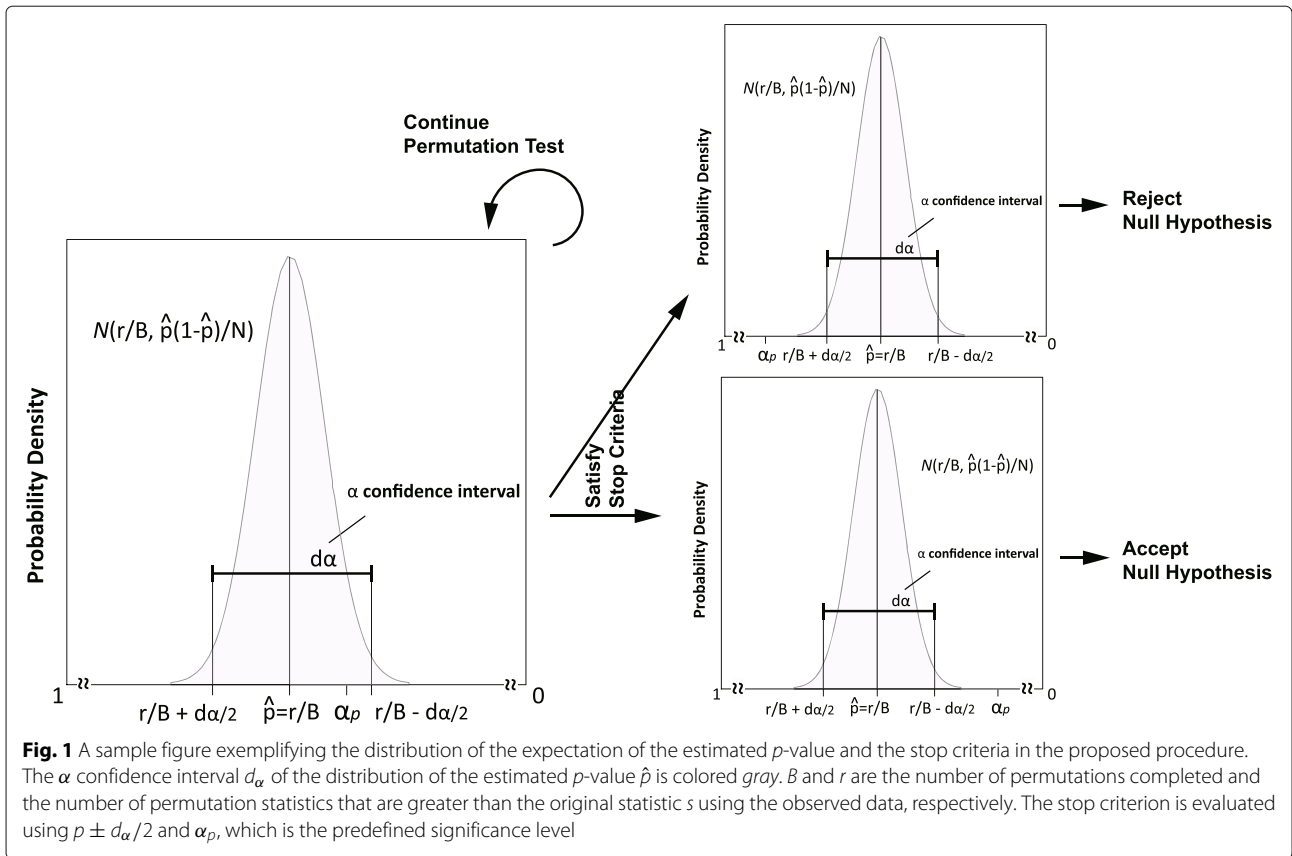 Continue
Permutation Test
N(r/B, p̂(1-p̂)/N)
Probability Density
α confidence interval
dα
1
0
r/B + dα/2
p̂=r/B
αp
r/B - dα/2
Satisfy
Stop Criteria
N(r/B, p̂(1-p̂)/N)
Probability Density
α confidence interval
dα
1
0
αp
r/B + dα/2
p̂=r/B
r/B - dα/2
Reject
Null Hypothesis
N(r/B, p̂(1-p̂)/N)
Probability Density
α confidence interval
dα
1
0
r/B + dα/2
p̂=r/B
r/B - dα/2
αp
Accept
Null Hypothesis
Fig. 1 A sample figure exemplifying the distribution of the expectation of the estimated p-value and the stop criteria in the proposed procedure.
The α confidence interval dα of the distribution of the estimated p-value p̂ is colored gray. B and r are the number of permutations completed and
the number of permutation statistics that are greater than the original statistic s using the observed data, respectively. The stop criterion is evaluated
using p ± dα/2 and αp, which is the predefined significance level